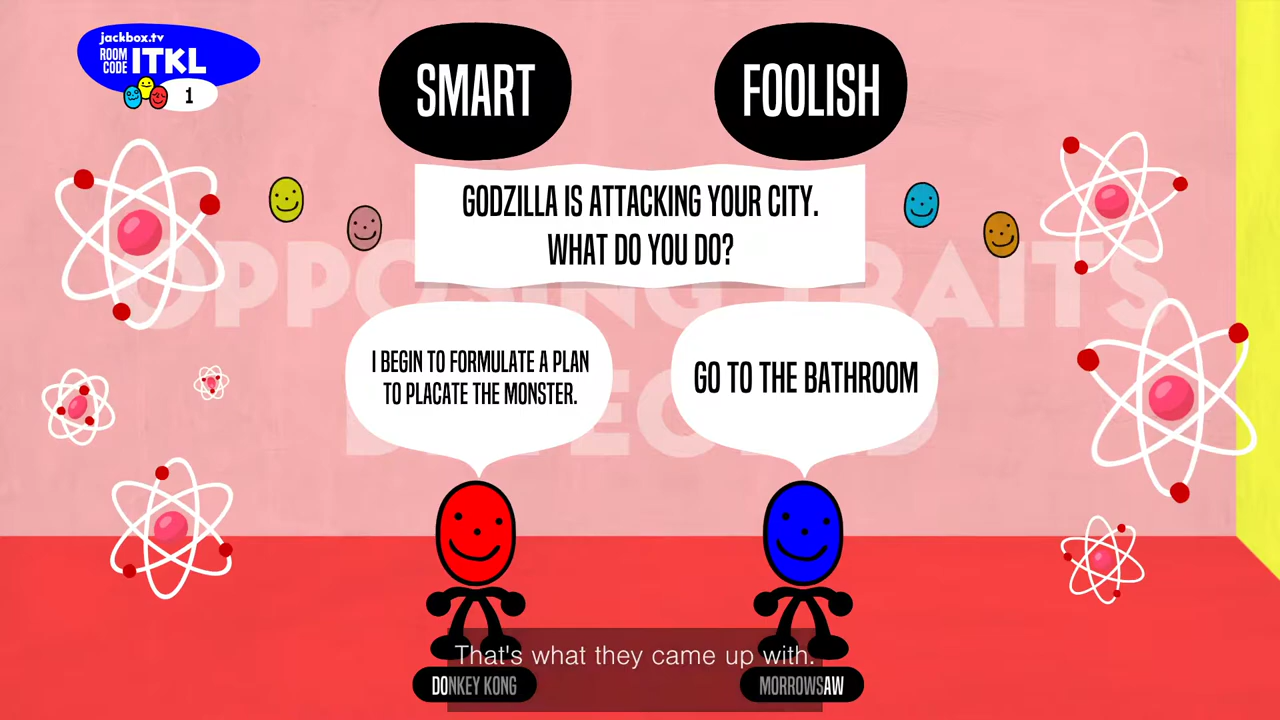 jackbox.tv
ROOM
CODE
ITKL
1
SMART
FOOLISH
GODZILLA IS ATTACKING YOUR CITY.
WHAT DO YOU DO?
OPPOSING TRAITS
I BEGIN TO FORMULATE A PLAN
TO PLACATE THE MONSTER.
GO TO THE BATHROOM
That's what they came up with.
DONKEY KONG
MORROWSAW